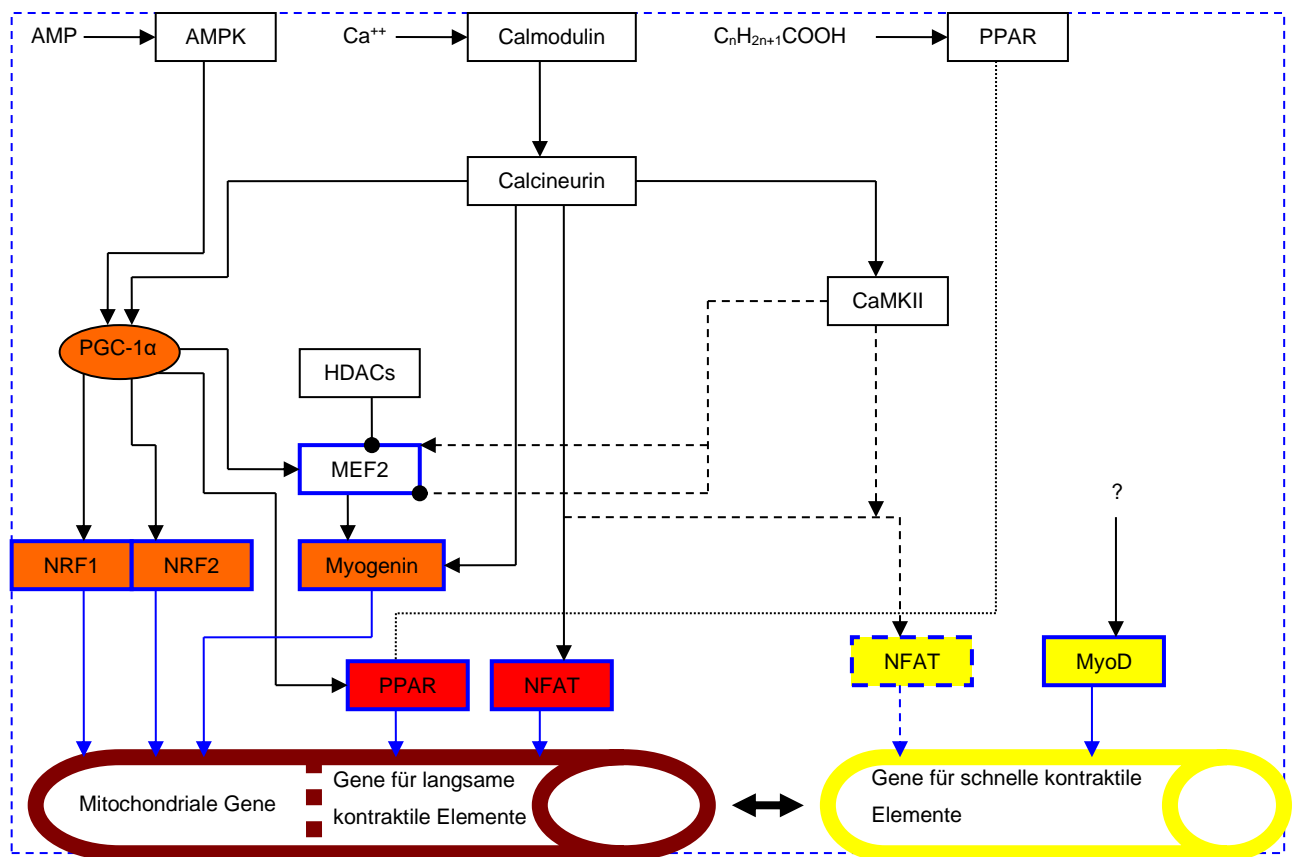 AMP
AMPK
Ca⁺⁺
Calmodulin
CₙH₂ₙ₊₁COOH
PPAR
Calcineurin
CaMKII
PGC-1α
HDACs
MEF2
?
NRF1
NRF2
Myogenin
NFAT
MyoD
PPAR
NFAT
Mitochondriale Gene
Gene für langsame
kontraktile Elemente
Gene für schnelle kontraktile
Elemente